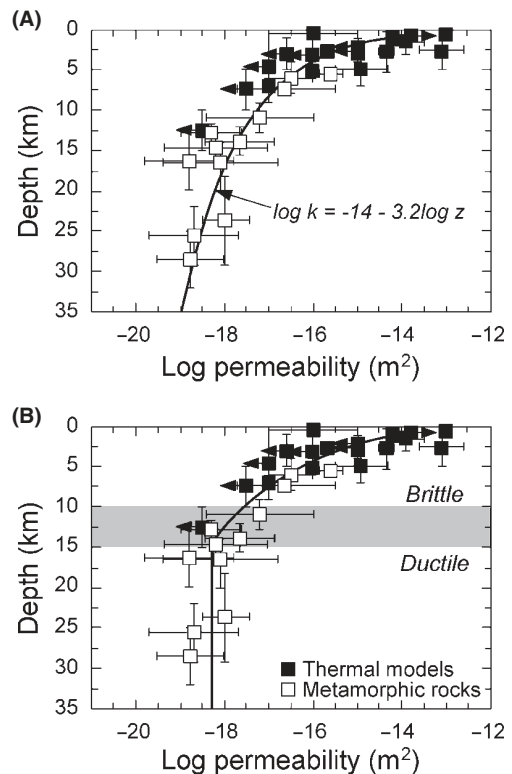 (A)
0
5
10
15
20
25
30
35
Depth (km)
log k = -14 - 3.2log z
−20
−18
−16
−14
−12
Log permeability (m²)
(B)
0
5
10
15
20
25
30
35
Depth (km)
Brittle
Ductile
Thermal models
Metamorphic rocks
−20
−18
−16
−14
−12
Log permeability (m²)